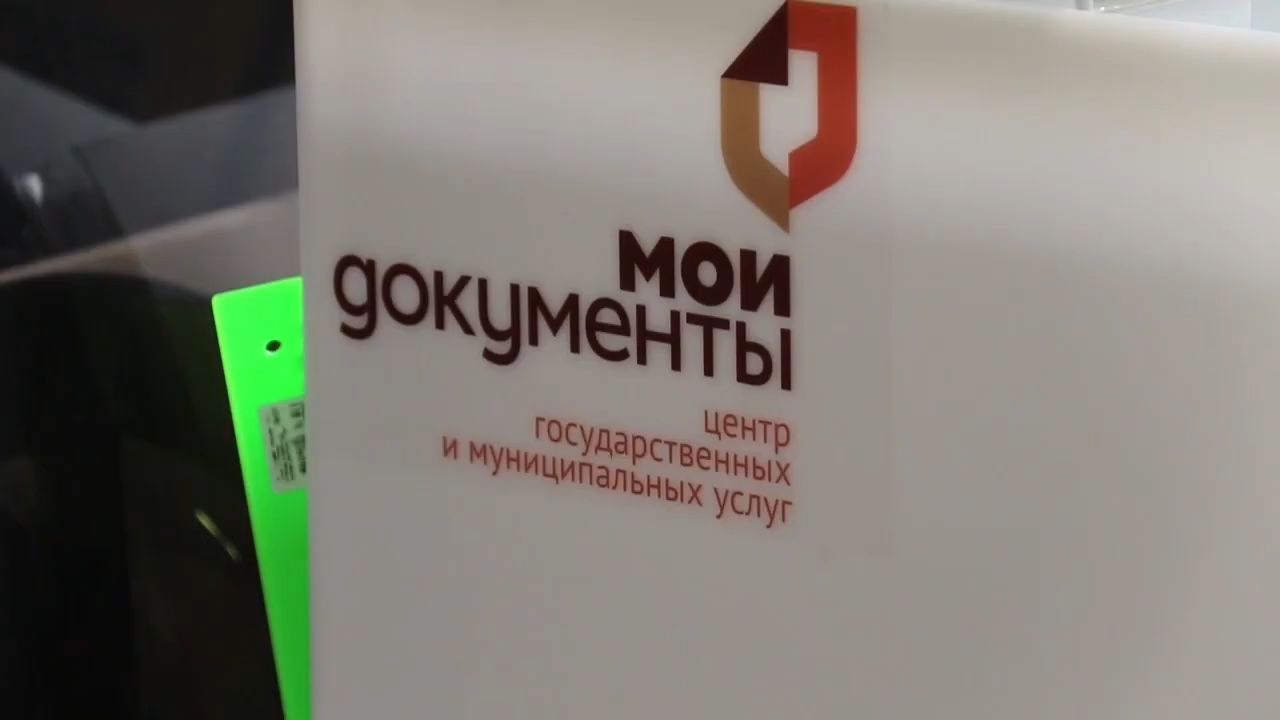 мои
документы
центр
государственных
и муниципальных услуг